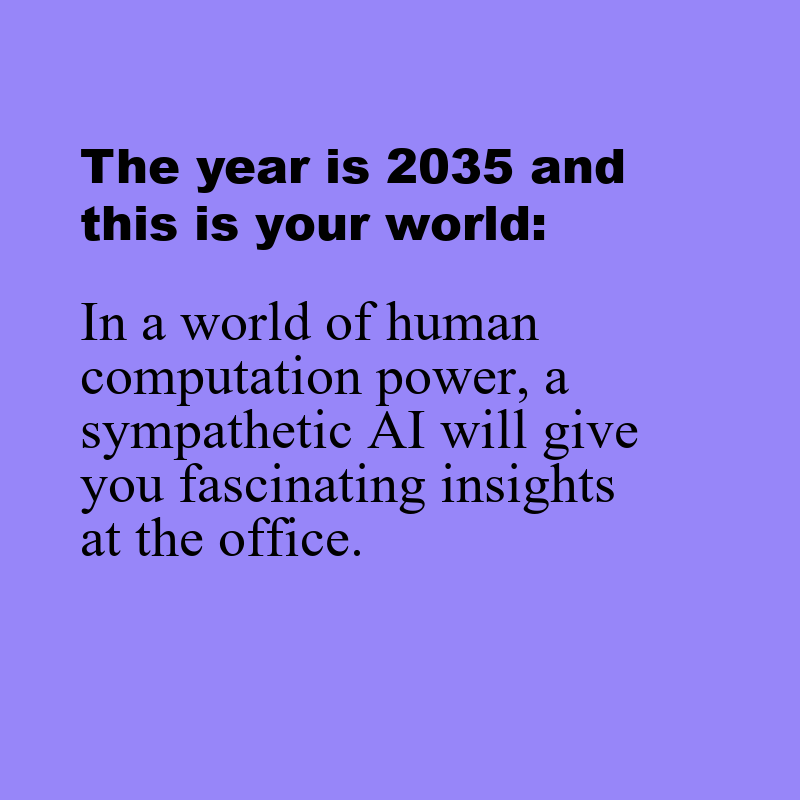 The year is 2035 and
this is your world:
In a world of human
computation power, a
sympathetic AI will give
you fascinating insights
at the office.